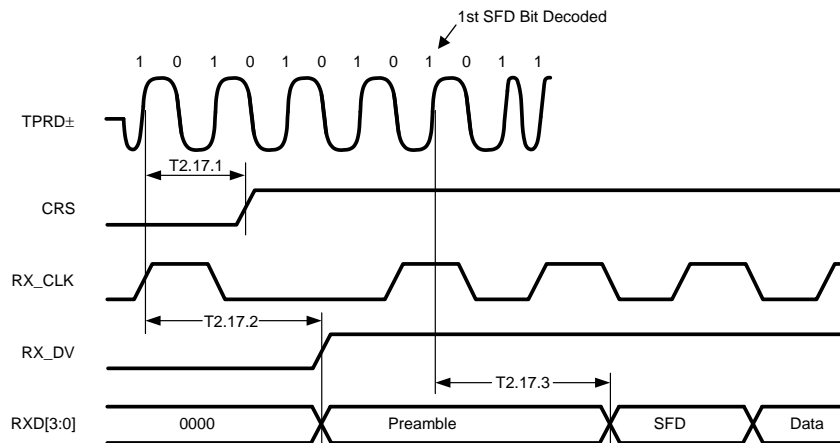 1st SFD Bit Decoded
1 0 1 0 1 0 1 0 1 0 1 1
TPRD±
T2.17.1
CRS
RX_CLK
T2.17.2
RX_DV
T2.17.3
RXD[3:0] 0000 Preamble SFD Data